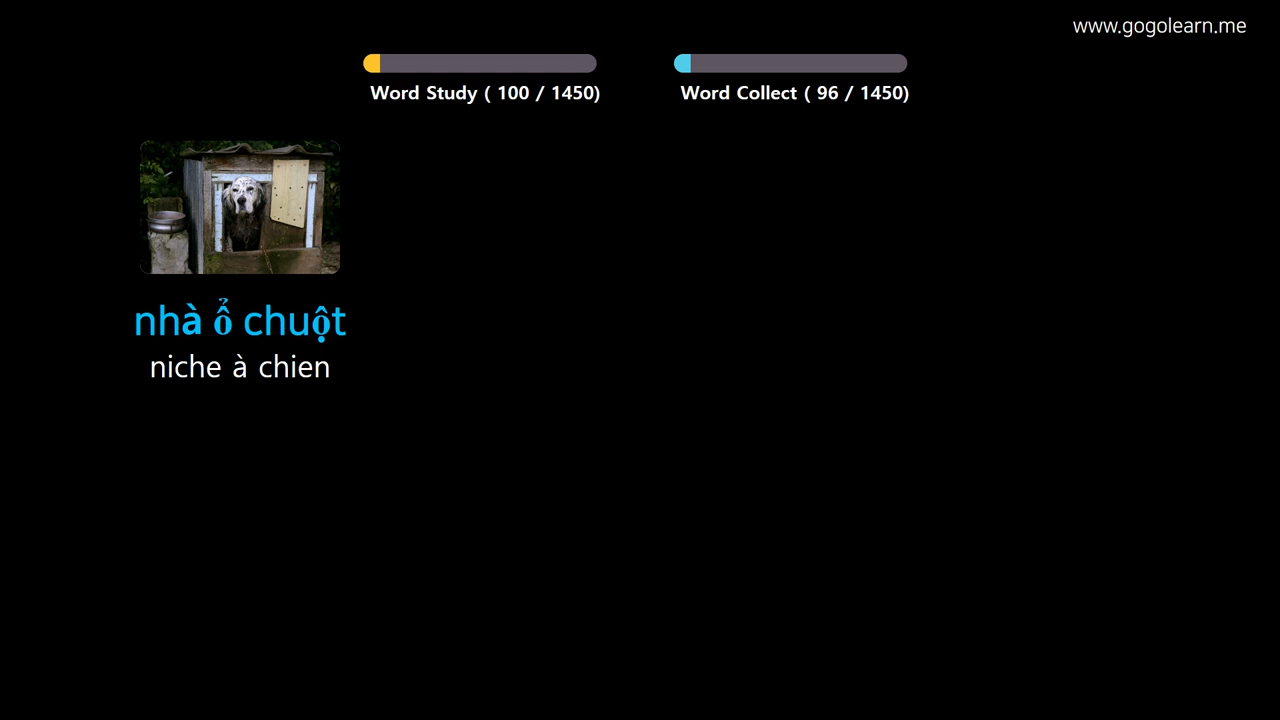 www.gogolearn.me
Word Study ( 100 / 1450)
Word Collect ( 96 / 1450)
nhà ổ chuột
niche à chien